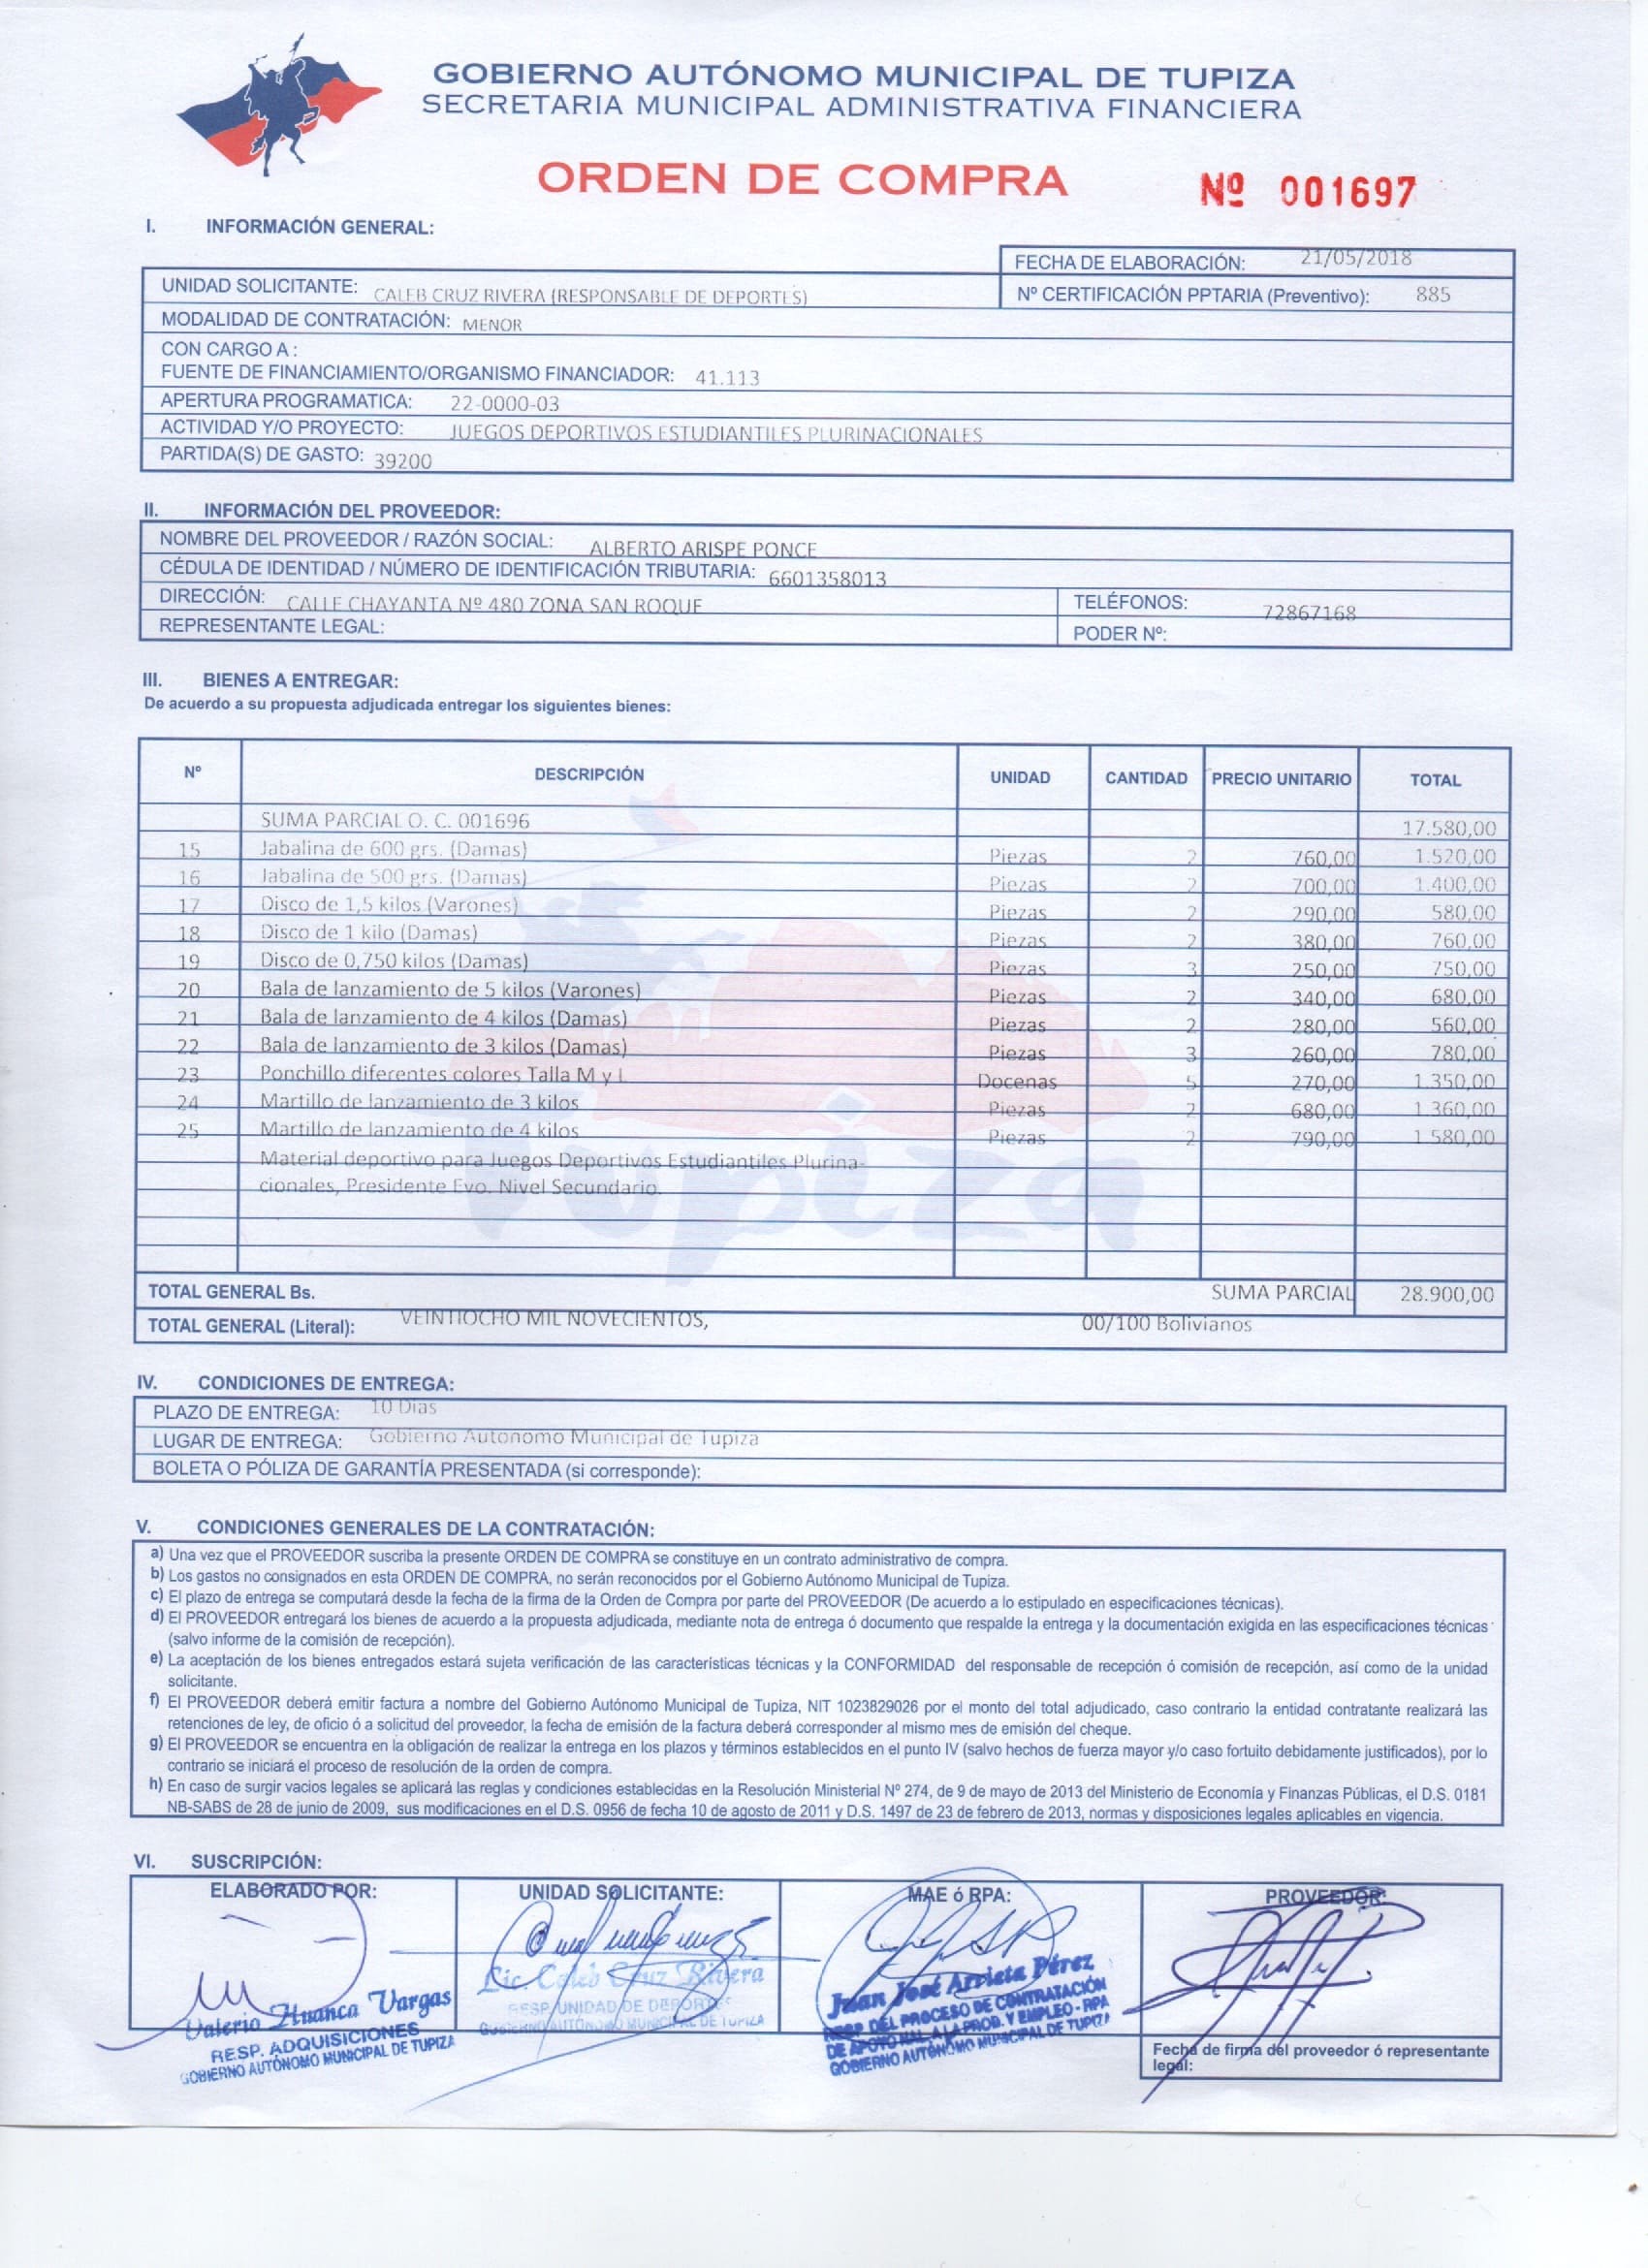 GOBIERNO AUTÓNOMO MUNICIPAL DE TUPIZA
SECRETARIA MUNICIPAL ADMINISTRATIVA FINANCIERA
ORDEN DE COMPRA Nº 001697
I. INFORMACIÓN GENERAL:
FECHA DE ELABORACIÓN: 21/05/2018
UNIDAD SOLICITANTE: CALEB CRUZ RIVERA (RESPONSABLE DE DEPORTES) Nº CERTIFICACIÓN PPTARIA (Preventivo): 885
MODALIDAD DE CONTRATACIÓN: MENOR
CON CARGO A :
FUENTE DE FINANCIAMIENTO/ORGANISMO FINANCIADOR: 41.113
APERTURA PROGRAMATICA: 22-0000-03
ACTIVIDAD Y/O PROYECTO: JUEGOS DEPORTIVOS ESTUDIANTILES PLURINACIONALES
PARTIDA(S) DE GASTO: 39200
II. INFORMACIÓN DEL PROVEEDOR:
NOMBRE DEL PROVEEDOR / RAZÓN SOCIAL: ALBERTO ARISPE PONCE
CÉDULA DE IDENTIDAD / NÚMERO DE IDENTIFICACIÓN TRIBUTARIA: 6601358013
DIRECCIÓN: CALLE CHAYANTA Nº 480 ZONA SAN ROQUE TELÉFONOS: 72867168
REPRESENTANTE LEGAL: PODER Nº:
III. BIENES A ENTREGAR:
De acuerdo a su propuesta adjudicada entregar los siguientes bienes:
Nº DESCRIPCIÓN UNIDAD CANTIDAD PRECIO UNITARIO TOTAL
SUMA PARCIAL O. C. 001696 17.580,00
15 Jabalina de 600 grs. (Damas) Piezas 2 760,00 1.520,00
16 Jabalina de 500 grs. (Damas) Piezas 2 700,00 1.400,00
17 Disco de 1,5 kilos (Varones) Piezas 2 290,00 580,00
18 Disco de 1 kilo (Damas) Piezas 2 380,00 760,00
19 Disco de 0,750 kilos (Damas) Piezas 3 250,00 750,00
20 Bala de lanzamiento de 5 kilos (Varones) Piezas 2 340,00 680,00
21 Bala de lanzamiento de 4 kilos (Damas) Piezas 2 280,00 560,00
22 Bala de lanzamiento de 3 kilos (Damas) Piezas 3 260,00 780,00
23 Ponchillo diferentes colores Talla M y L Docenas 5 270,00 1.350,00
24 Martillo de lanzamiento de 3 kilos Piezas 2 680,00 1.360,00
25 Martillo de lanzamiento de 4 kilos Piezas 2 790,00 1.580,00
Material deportivo para Juegos Deportivos Estudiantiles Plurina-
cionales, Presidente Evo. Nivel Secundario.
Tupiza
TOTAL GENERAL Bs. SUMA PARCIAL 28.900,00
TOTAL GENERAL (Literal): VEINTIOCHO MIL NOVECIENTOS, 00/100 Bolivianos
IV. CONDICIONES DE ENTREGA:
PLAZO DE ENTREGA: 10 Dias
LUGAR DE ENTREGA: Gobierno Autonomo Municipal de Tupiza
BOLETA O PÓLIZA DE GARANTÍA PRESENTADA (si corresponde):
V. CONDICIONES GENERALES DE LA CONTRATACIÓN:
a) Una vez que el PROVEEDOR suscriba la presente ORDEN DE COMPRA se constituye en un contrato administrativo de compra.
b) Los gastos no consignados en esta ORDEN DE COMPRA, no serán reconocidos por el Gobierno Autónomo Municipal de Tupiza.
c) El plazo de entrega se computará desde la fecha de la firma de la Orden de Compra por parte del PROVEEDOR (De acuerdo a lo estipulado en especificaciones técnicas).
d) El PROVEEDOR entregará los bienes de acuerdo a la propuesta adjudicada, mediante nota de entrega ó documento que respalde la entrega y la documentación exigida en las especificaciones técnicas
(salvo informe de la comisión de recepción).
e) La aceptación de los bienes entregados estará sujeta verificación de las características técnicas y la CONFORMIDAD del responsable de recepción ó comisión de recepción, así como de la unidad
solicitante.
f) El PROVEEDOR deberá emitir factura a nombre del Gobierno Autónomo Municipal de Tupiza, NIT 1023829026 por el monto del total adjudicado, caso contrario la entidad contratante realizará las
retenciones de ley, de oficio ó a solicitud del proveedor, la fecha de emisión de la factura deberá corresponder al mismo mes de emisión del cheque.
g) El PROVEEDOR se encuentra en la obligación de realizar la entrega en los plazos y términos establecidos en el punto IV (salvo hechos de fuerza mayor y/o caso fortuito debidamente justificados), por lo
contrario se iniciará el proceso de resolución de la orden de compra.
h) En caso de surgir vacios legales se aplicará las reglas y condiciones establecidas en la Resolución Ministerial Nº 274, de 9 de mayo de 2013 del Ministerio de Economía y Finanzas Públicas, el D.S. 0181
NB-SABS de 28 de junio de 2009, sus modificaciones en el D.S. 0956 de fecha 10 de agosto de 2011 y D.S. 1497 de 23 de febrero de 2013, normas y disposiciones legales aplicables en vigencia.
VI. SUSCRIPCIÓN:
ELABORADO POR: UNIDAD SOLICITANTE: MAE ó RPA: PROVEEDOR:
Valerio Huanca Vargas
RESP. ADQUISICIONES
GOBIERNO AUTÓNOMO MUNICIPAL DE TUPIZA
Lic. Caleb Cruz Rivera
RESP. UNIDAD DE DEPORTES
GOBIERNO AUTÓNOMO MUNICIPAL DE TUPIZA
Juan José Arrieta Pérez
RESP. DEL PROCESO DE CONTRATACIÓN
DE APOYO NAL. A LA PROD. Y EMPLEO - RPA
GOBIERNO AUTÓNOMO MUNICIPAL DE TUPIZA
Fecha de firma del proveedor ó representante
legal: